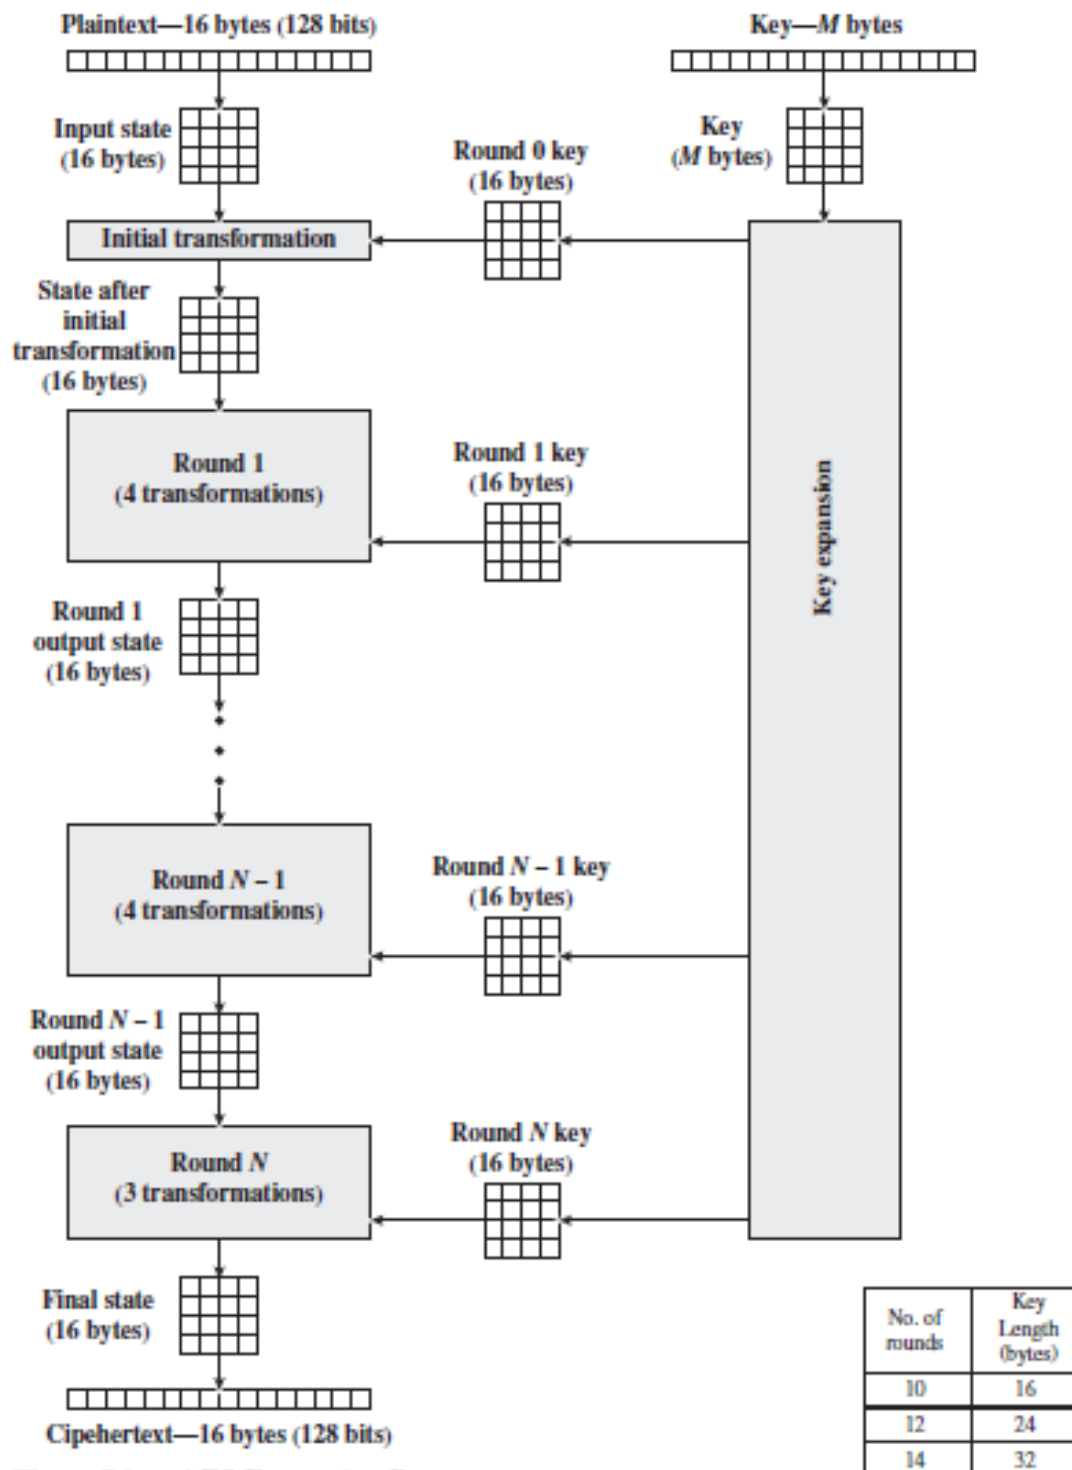 Plaintext—16 bytes (128 bits)
Key—M bytes
Input state
(16 bytes)
Key
(M bytes)
Round 0 key
(16 bytes)
Initial transformation
State after
initial
transformation
(16 bytes)
Round 1
(4 transformations)
Round 1 key
(16 bytes)
Key expansion
Round 1
output state
(16 bytes)
Round N – 1
(4 transformations)
Round N – 1 key
(16 bytes)
Round N – 1
output state
(16 bytes)
Round N
(3 transformations)
Round N key
(16 bytes)
Final state
(16 bytes)
Cipehertext—16 bytes (128 bits)
No. of
rounds
Key
Length
(bytes)
10 16
12 24
14 32